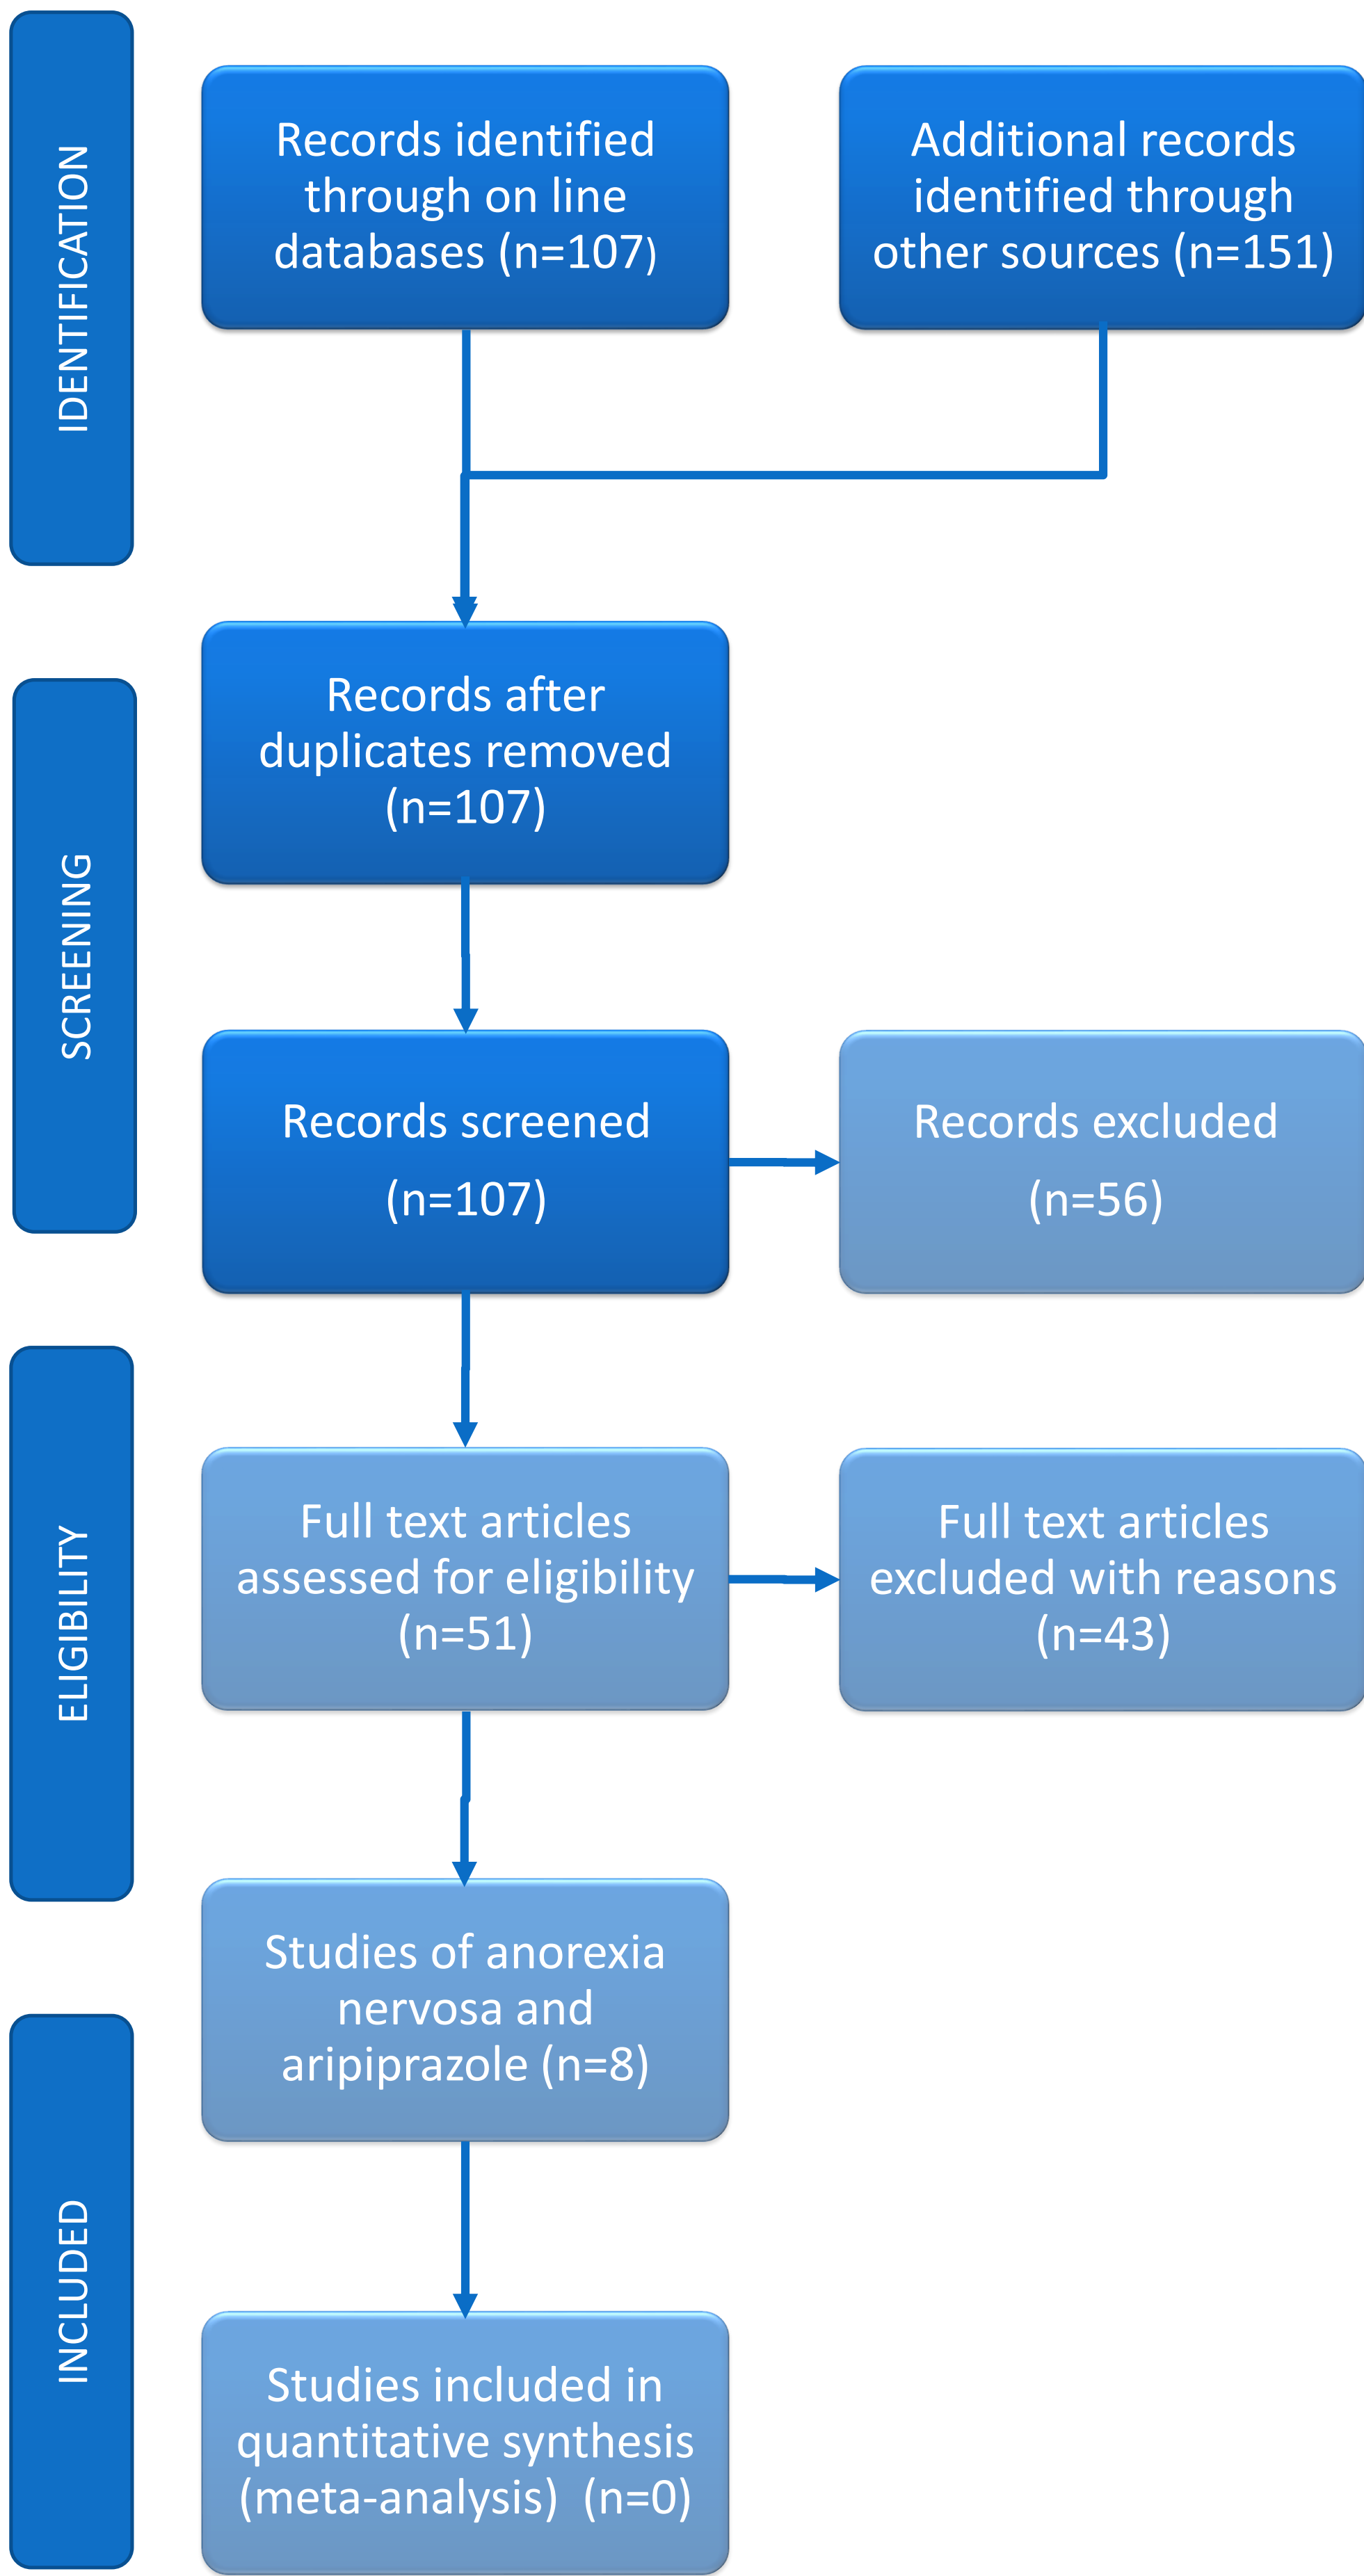 IDENTIFICATION
Records identified
through on line
databases (n=107)
Additional records
identified through
other sources (n=151)
SCREENING
Records after
duplicates removed
(n=107)
Records screened
(n=107)
Records excluded
(n=56)
ELIGIBILITY
Full text articles
assessed for eligibility
(n=51)
Full text articles
excluded with reasons
(n=43)
Studies of anorexia
nervosa and
aripiprazole (n=8)
INCLUDED
Studies included in
quantitative synthesis
(meta-analysis)  (n=0)